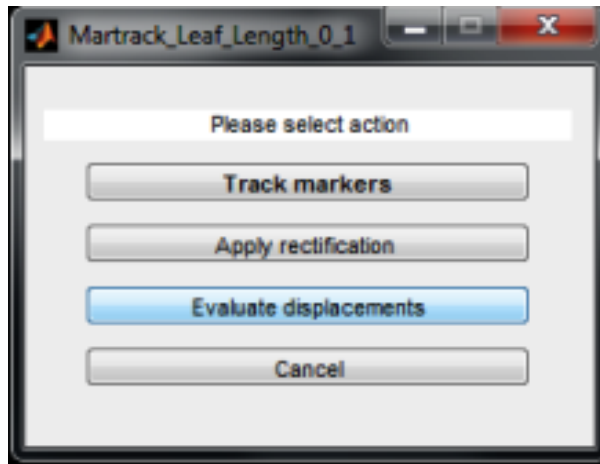 Martrack_Leaf_Length_0_1
Please select action
Track markers
Apply rectification
Evaluate displacements
Cancel